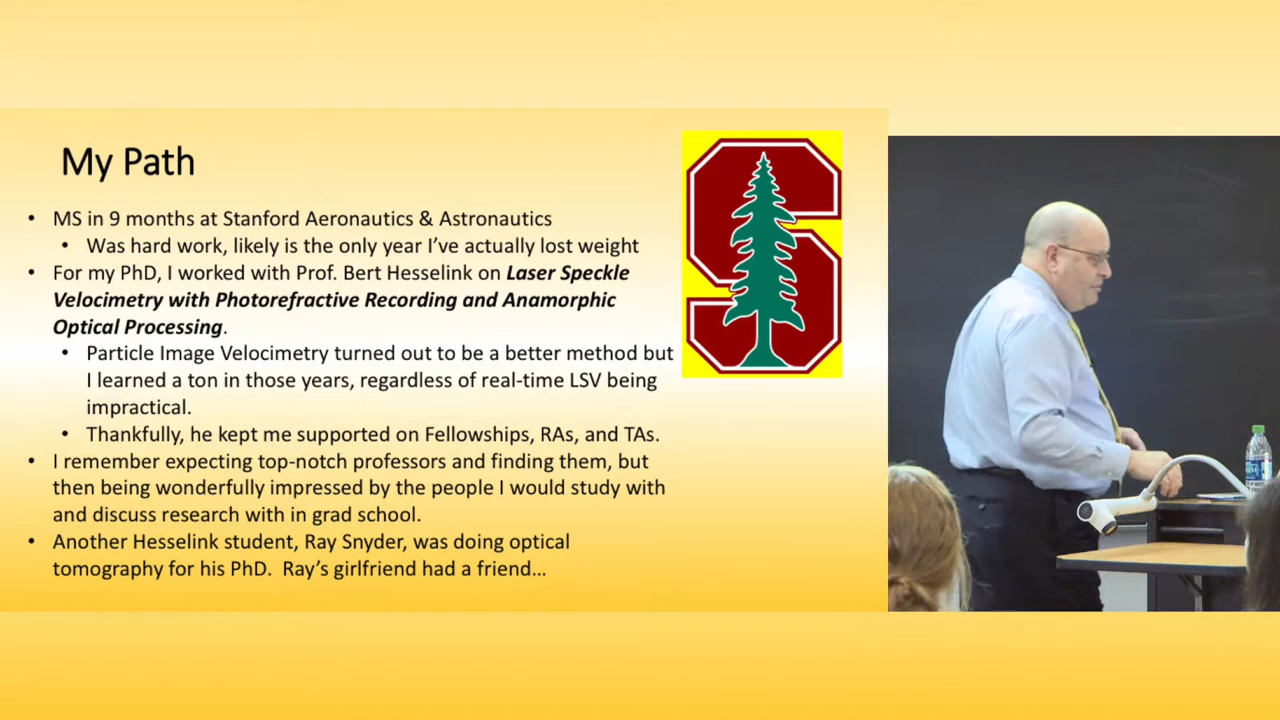 My Path
• MS in 9 months at Stanford Aeronautics & Astronautics
• Was hard work, likely is the only year I've actually lost weight
• For my PhD, I worked with Prof. Bert Hesselink on Laser Speckle
Velocimetry with Photorefractive Recording and Anamorphic
Optical Processing.
• Particle Image Velocimetry turned out to be a better method but
I learned a ton in those years, regardless of real-time LSV being
impractical.
• Thankfully, he kept me supported on Fellowships, RAs, and TAs.
• I remember expecting top-notch professors and finding them, but
then being wonderfully impressed by the people I would study with
and discuss research with in grad school.
• Another Hesselink student, Ray Snyder, was doing optical
tomography for his PhD.  Ray's girlfriend had a friend…
S